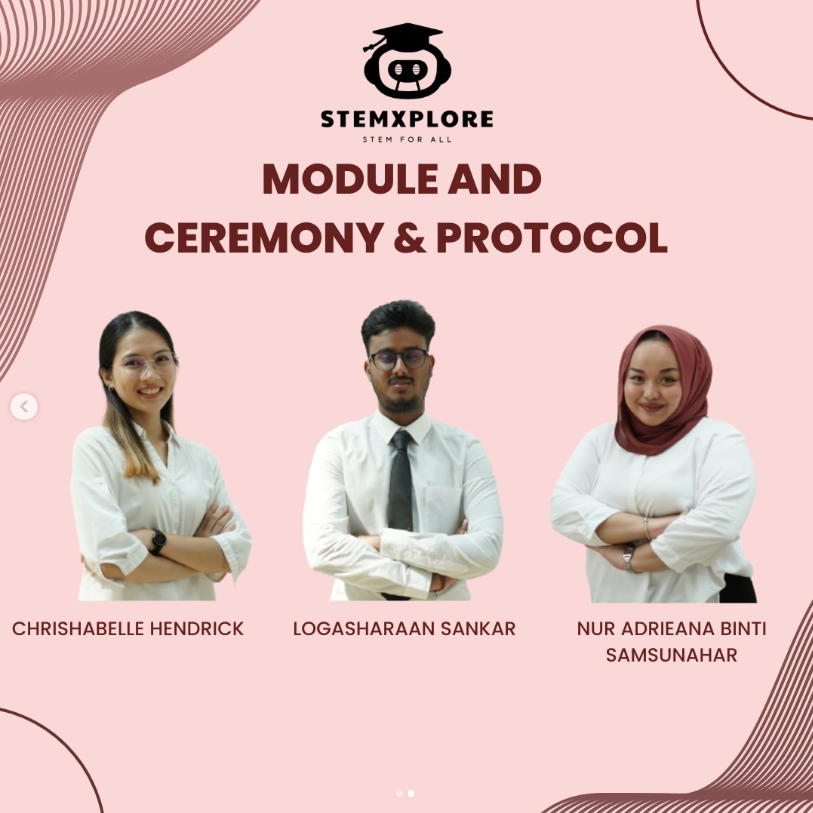 STEMXPLORE
STEM FOR ALL
MODULE AND
CEREMONY & PROTOCOL
CHRISHABELLE HENDRICK
LOGASHARAAN SANKAR
NUR ADRIEANA BINTI
SAMSUNAHAR